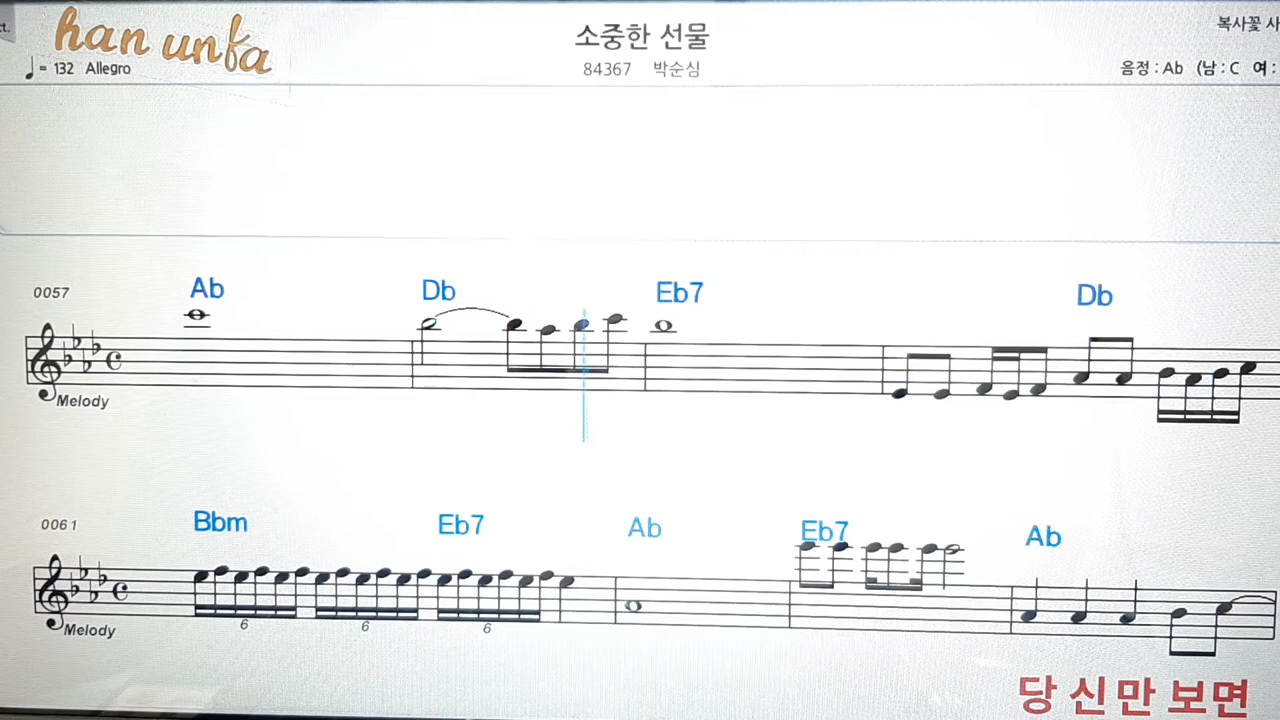 ct.
han unfa
소중한 선물
복사꽃 사
♩= 132 Allegro
84367 박순심
음정 : Ab (남 : C 여 :
Ab Db Eb7 Db
0057
Melody
Bbm Eb7 Ab Eb7 Ab
0061
Melody
6 6 6
당 신 만 보 면